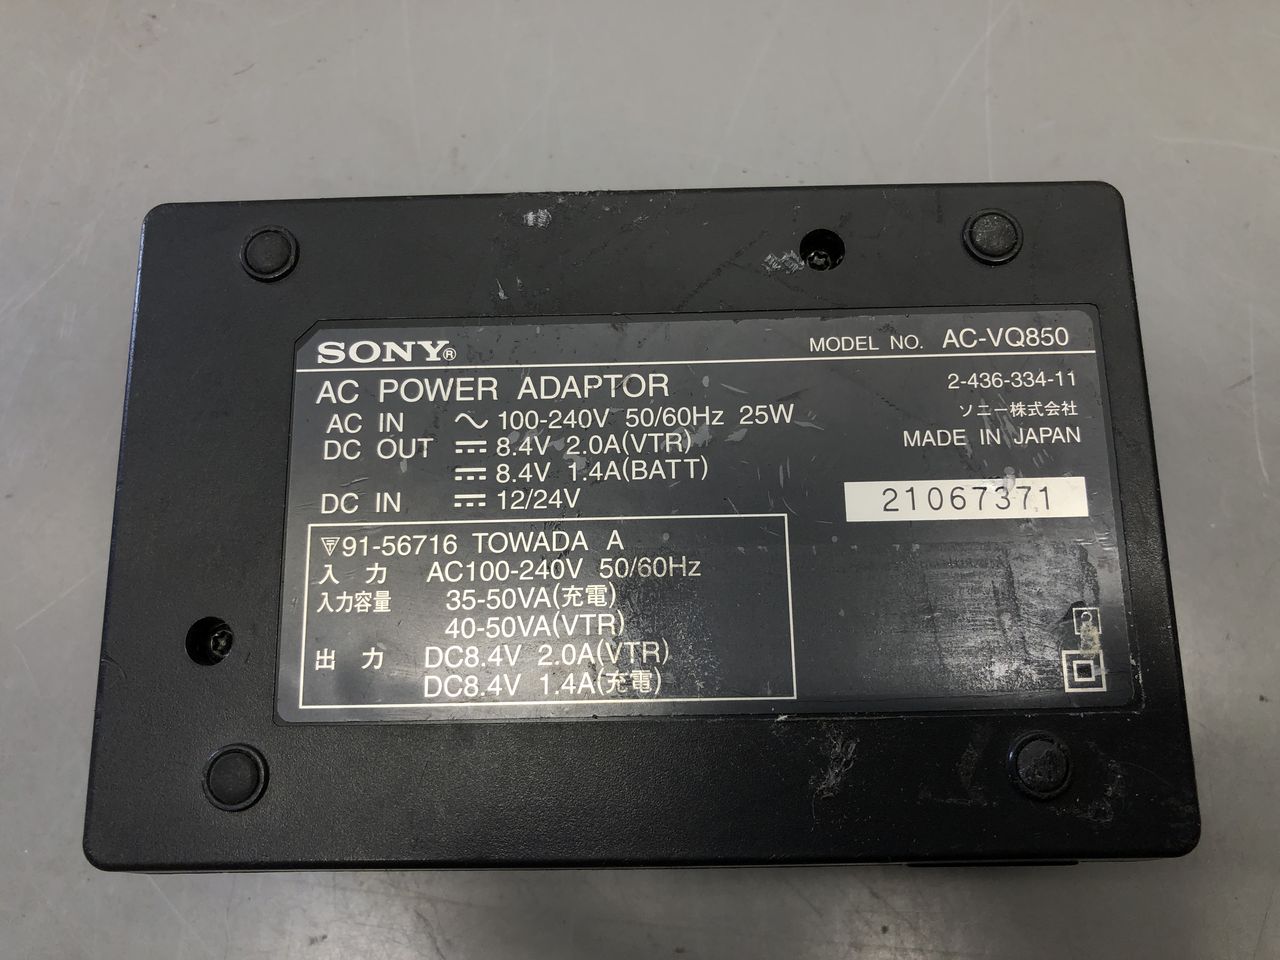 SONY®
MODEL NO. AC-VQ850
AC POWER ADAPTOR
2-436-334-11
AC IN ～ 100-240V 50/60Hz 25W
ソニー株式会社
DC OUT ⎓ 8.4V 2.0A(VTR)
MADE IN JAPAN
⎓ 8.4V 1.4A(BATT)
DC IN ⎓ 12/24V
21067371
91-56716 TOWADA A
入力 AC100-240V 50/60Hz
入力容量 35-50VA(充電)
40-50VA(VTR)
出力 DC8.4V 2.0A(VTR)
DC8.4V 1.4A(充電)